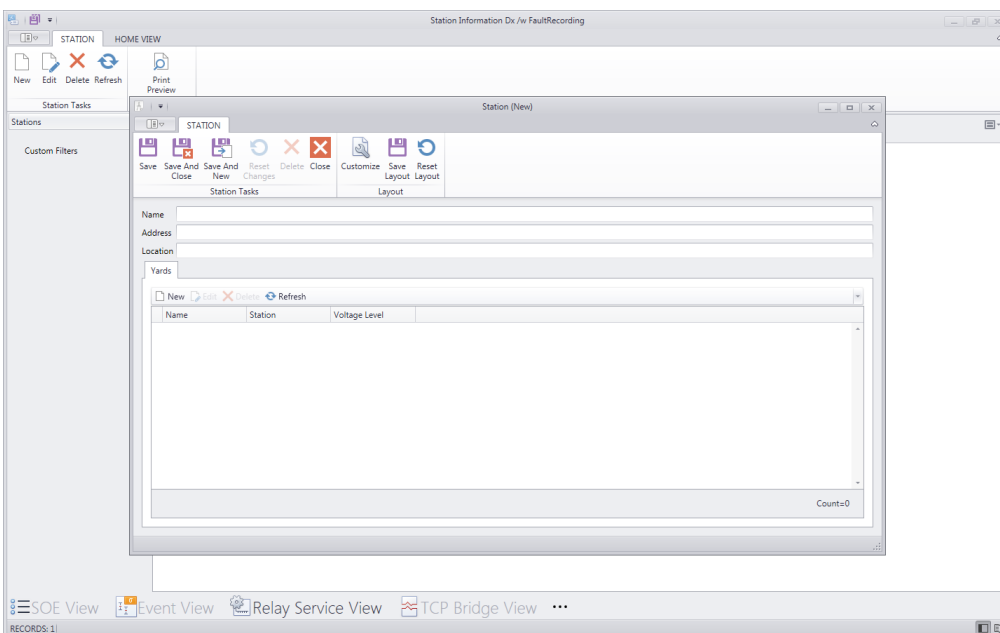 Station Information Dx /w FaultRecording
STATION HOME VIEW
New Edit Delete Refresh Print Preview
Station Tasks
Stations
Custom Filters
Station (New)
STATION
Save Save And Close Save And New Reset Changes Delete Close Customize Save Layout Reset Layout
Station Tasks Layout
Name
Address
Location
Yards
New Edit Delete Refresh
Name Station Voltage Level
Count=0
SOE View Event View Relay Service View TCP Bridge View ...
RECORDS: 1